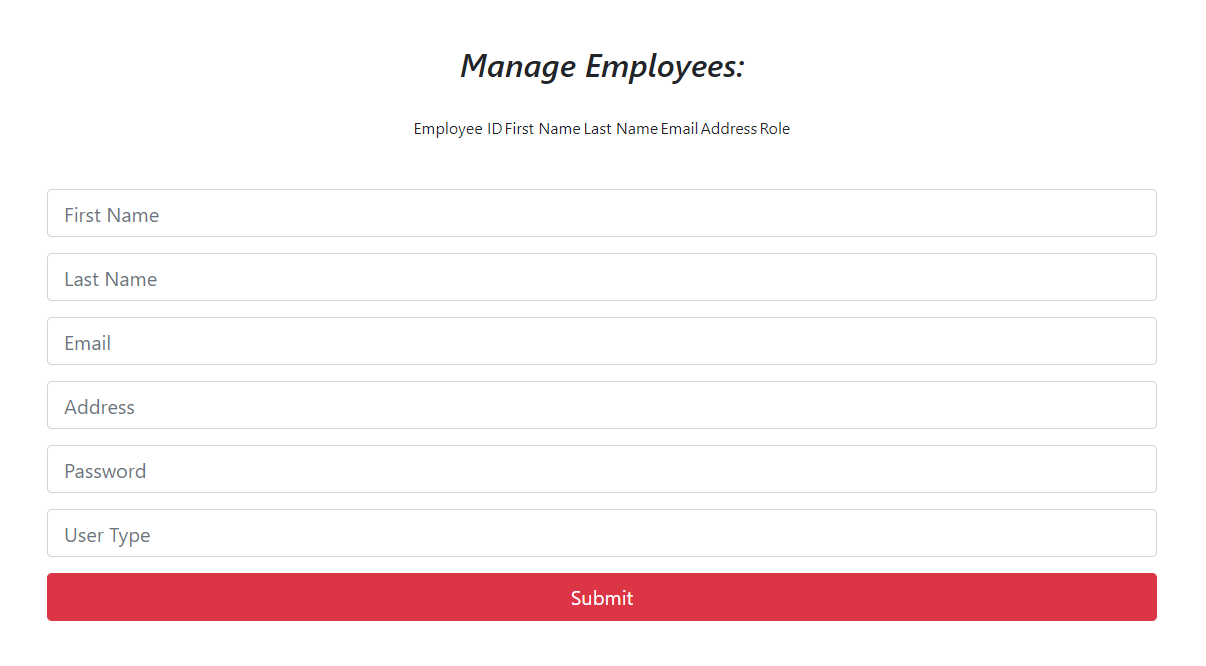 Manage Employees:
Employee ID First Name Last Name Email Address Role
First Name
Last Name
Email
Address
Password
User Type
Submit